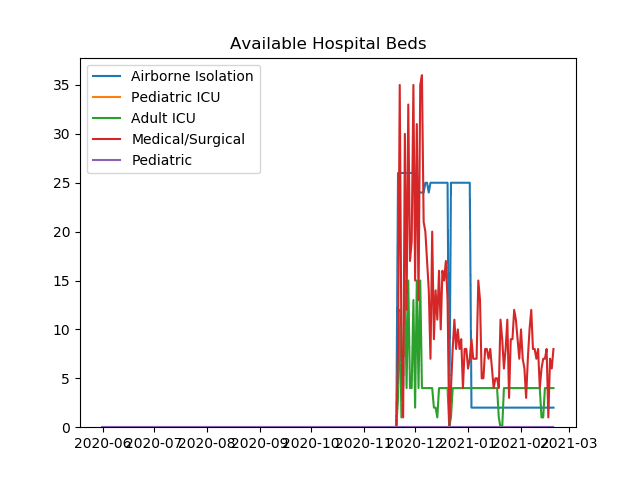 Available Hospital Beds
Airborne Isolation
Pediatric ICU
Adult ICU
Medical/Surgical
Pediatric
35
30
25
20
15
10
5
0
2020-06 2020-07 2020-08 2020-09 2020-10 2020-11 2020-12 2021-01 2021-02 2021-03